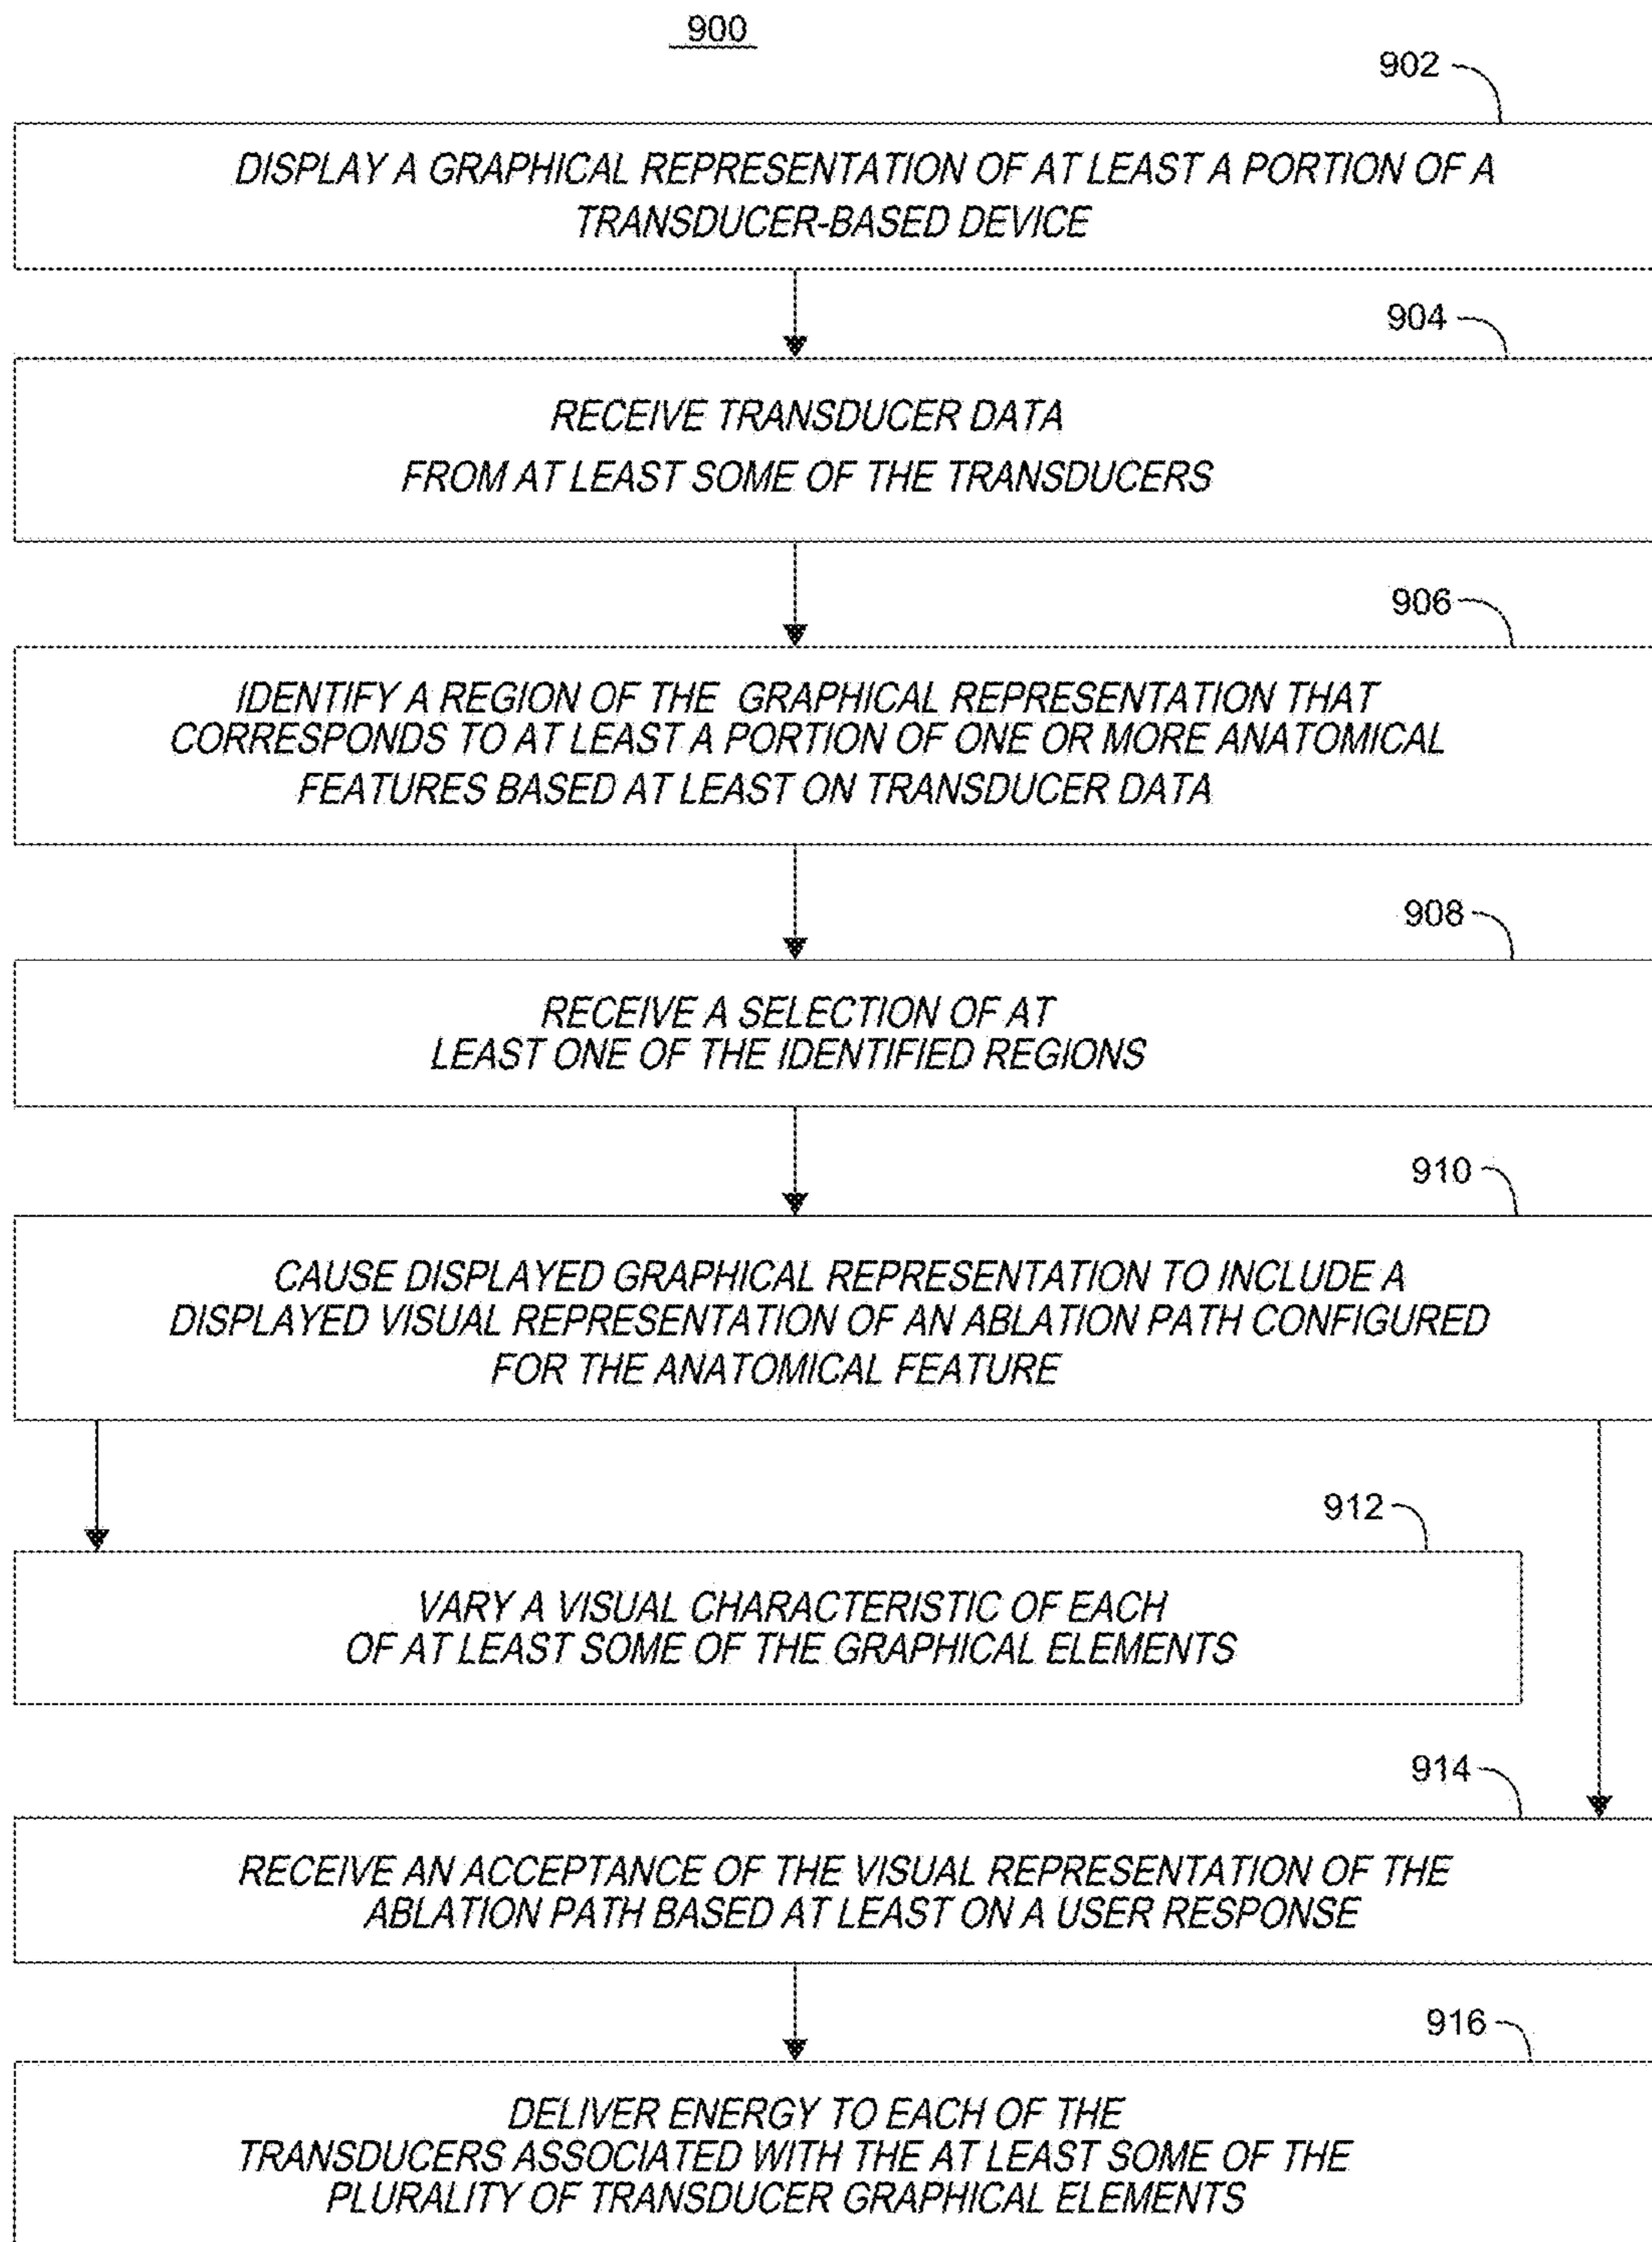 900
902
DISPLAY A GRAPHICAL REPRESENTATION OF AT LEAST A PORTION OF A
TRANSDUCER-BASED DEVICE
904
RECEIVE TRANSDUCER DATA
FROM AT LEAST SOME OF THE TRANSDUCERS
906
IDENTIFY A REGION OF THE GRAPHICAL REPRESENTATION THAT
CORRESPONDS TO AT LEAST A PORTION OF ONE OR MORE ANATOMICAL
FEATURES BASED AT LEAST ON TRANSDUCER DATA
908
RECEIVE A SELECTION OF AT
LEAST ONE OF THE IDENTIFIED REGIONS
910
CAUSE DISPLAYED GRAPHICAL REPRESENTATION TO INCLUDE A
DISPLAYED VISUAL REPRESENTATION OF AN ABLATION PATH CONFIGURED
FOR THE ANATOMICAL FEATURE
912
VARY A VISUAL CHARACTERISTIC OF EACH
OF AT LEAST SOME OF THE GRAPHICAL ELEMENTS
914
RECEIVE AN ACCEPTANCE OF THE VISUAL REPRESENTATION OF THE
ABLATION PATH BASED AT LEAST ON A USER RESPONSE
916
DELIVER ENERGY TO EACH OF THE
TRANSDUCERS ASSOCIATED WITH THE AT LEAST SOME OF THE
PLURALITY OF TRANSDUCER GRAPHICAL ELEMENTS